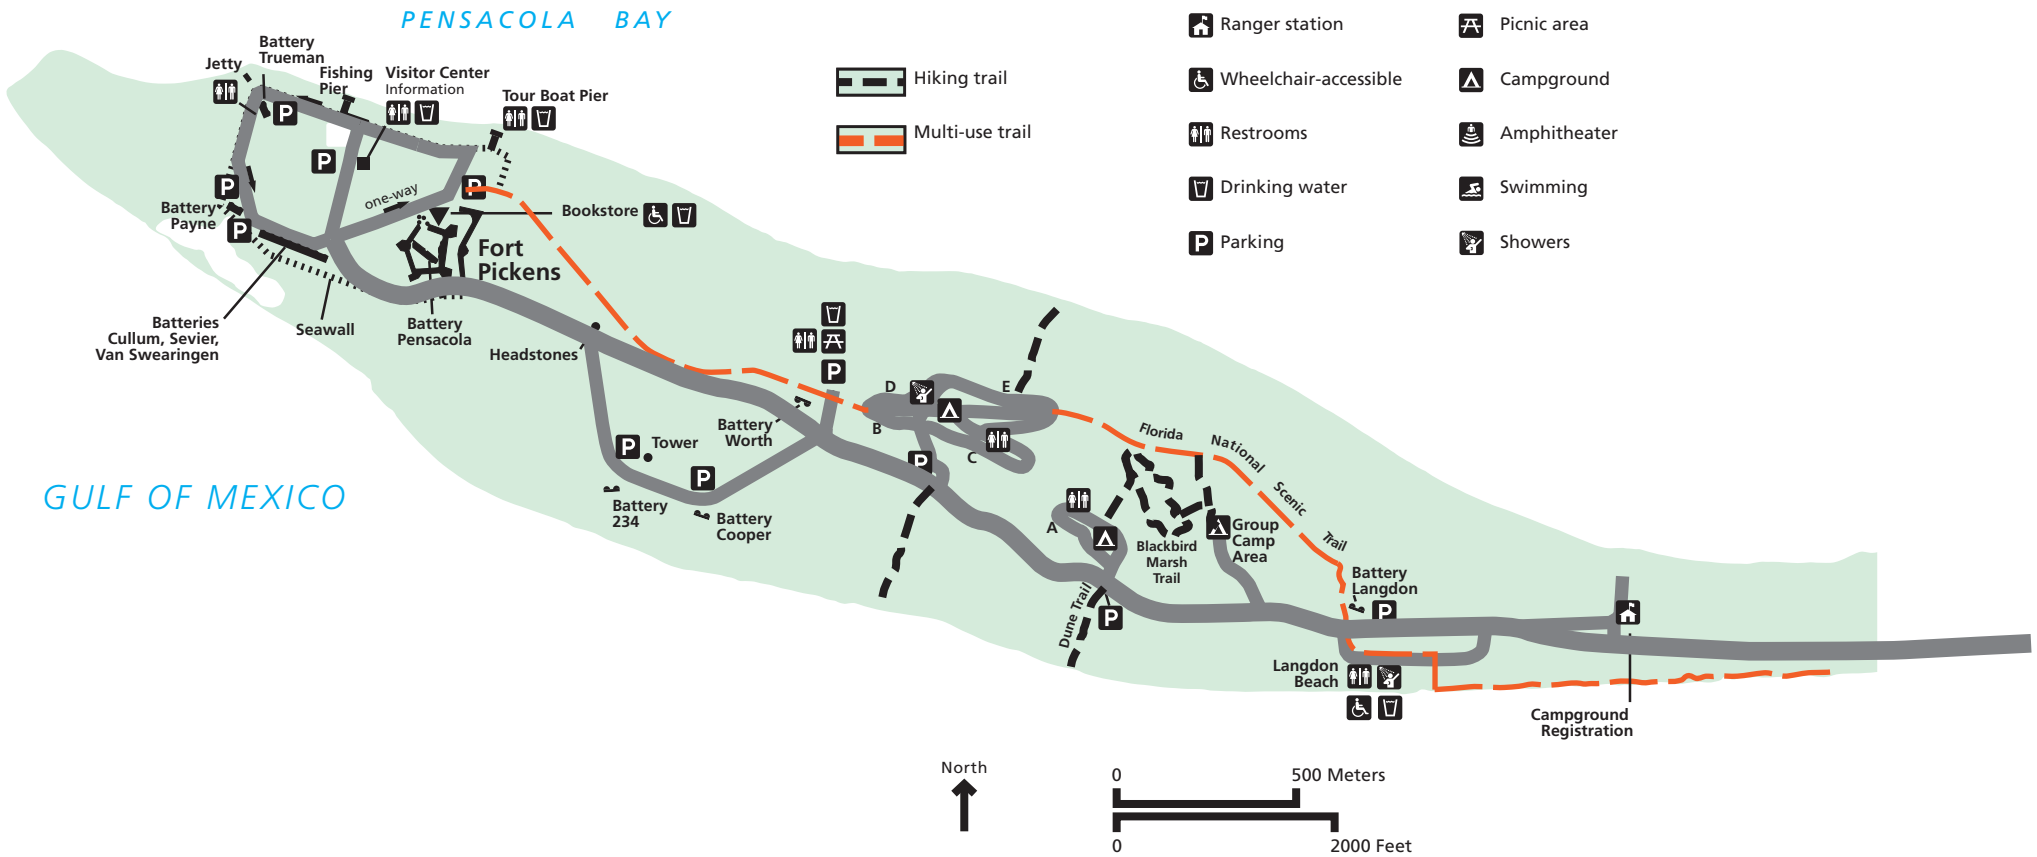 PENSACOLA BAY
Ranger station
Picnic area
Hiking trail
Wheelchair-accessible
Campground
Multi-use trail
Restrooms
Amphitheater
Drinking water
Swimming
P Parking
Showers
Jetty
Battery
Trueman
Fishing
Pier
Visitor Center
Information
Tour Boat Pier
P
P
P
P
P
Battery
Payne
one-way
Bookstore
Fort
Pickens
Batteries
Cullum, Sevier,
Van Swearingen
Seawall
Battery
Pensacola
Headstones
P
GULF OF MEXICO
Battery
Worth
P
Tower
P
Battery
234
Battery
Cooper
D
E
B
C
P
A
Florida National Scenic Trail
Blackbird
Marsh
Trail
Group
Camp
Area
Dune Trail
P
Battery
Langdon
P
Langdon
Beach
Campground
Registration
North
0 500 Meters
0 2000 Feet